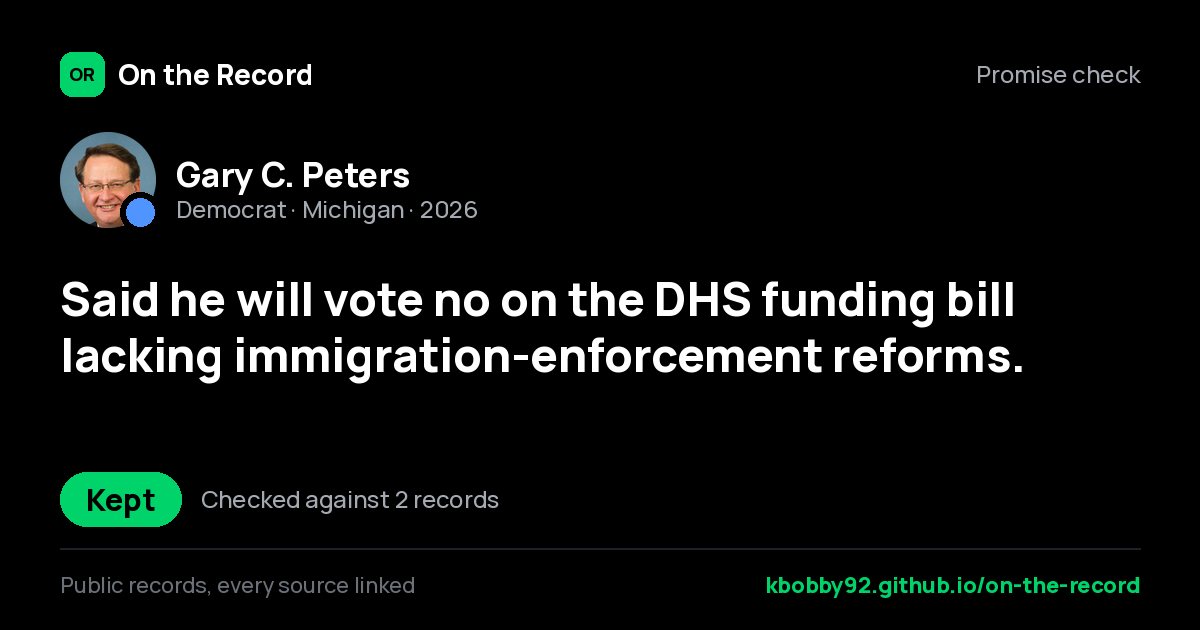 OR On the Record
Promise check
Gary C. Peters
Democrat · Michigan · 2026
Said he will vote no on the DHS funding bill
lacking immigration-enforcement reforms.
Kept
Checked against 2 records
Public records, every source linked
kbobby92.github.io/on-the-record